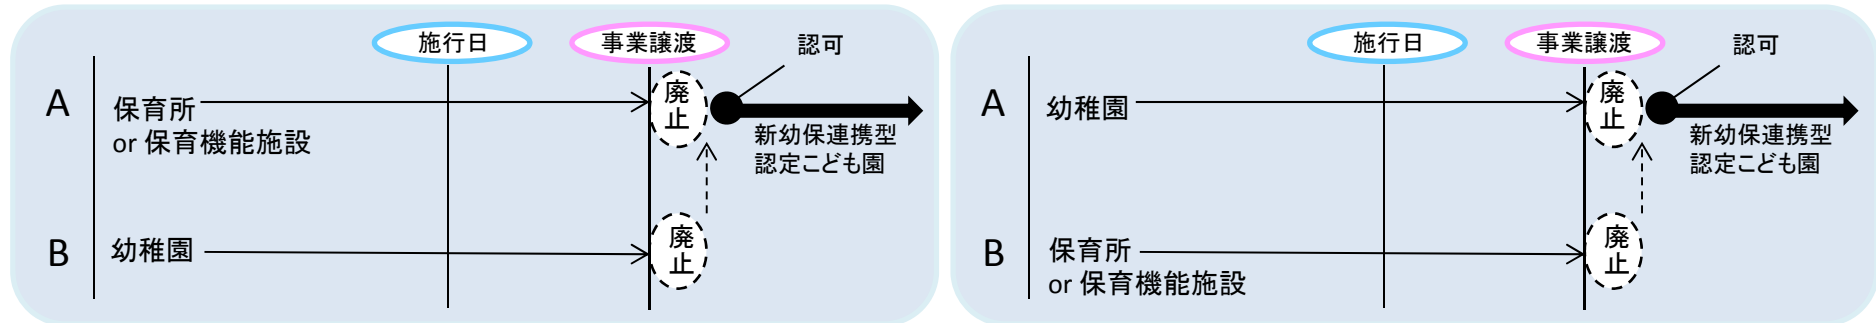 施行日
事業譲渡
認可
A
保育所
or 保育機能施設
廃止
新幼保連携型
認定こども園
B
幼稚園
廃止
施行日
事業譲渡
認可
A
幼稚園
廃止
新幼保連携型
認定こども園
B
保育所
or 保育機能施設
廃止